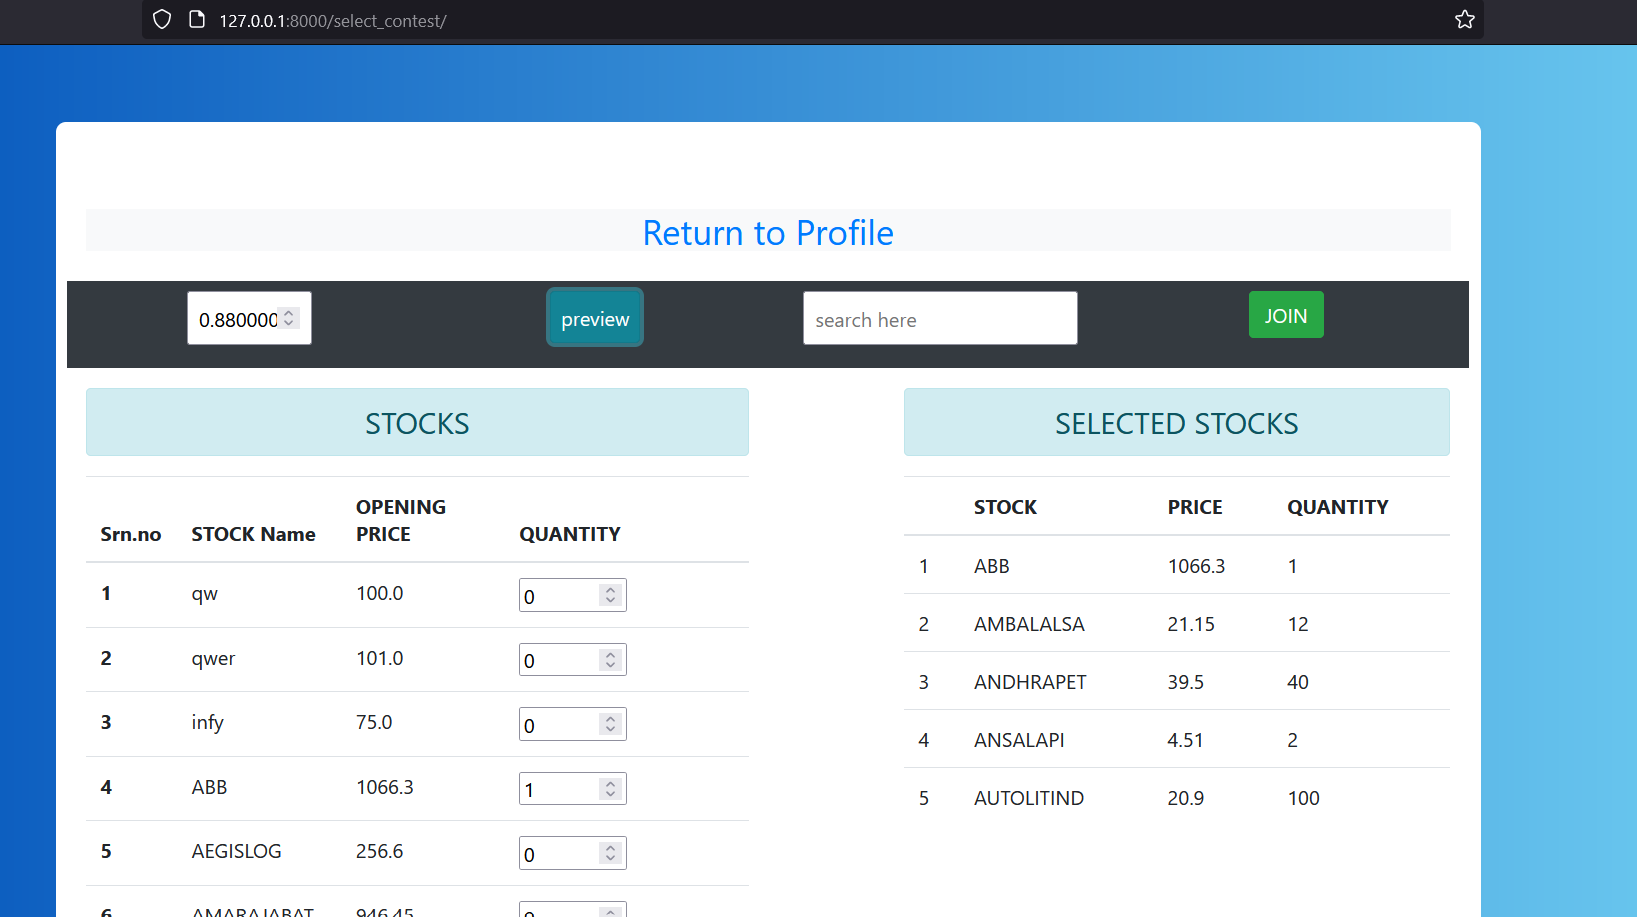 127.0.0.1:8000/select_contest/
Return to Profile
0.880000 preview search here JOIN
STOCKS
Srn.no STOCK Name OPENING PRICE QUANTITY
1 qw 100.0 0
2 qwer 101.0 0
3 infy 75.0 0
4 ABB 1066.3 1
5 AEGISLOG 256.6 0
6 AMARAJABAT 946.45
SELECTED STOCKS
STOCK PRICE QUANTITY
1 ABB 1066.3 1
2 AMBALALSA 21.15 12
3 ANDHRAPET 39.5 40
4 ANSALAPI 4.51 2
5 AUTOLITIND 20.9 100